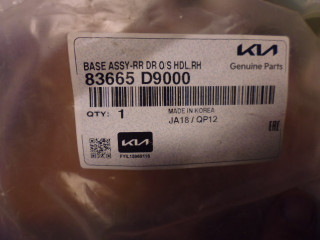 KIA
Genuine Parts
BASE ASSY-RR DR O/S HDL,RH
83665 D9000
QTY: 1
MADE IN KOREA
JA18 / QP12
EAC
KIA